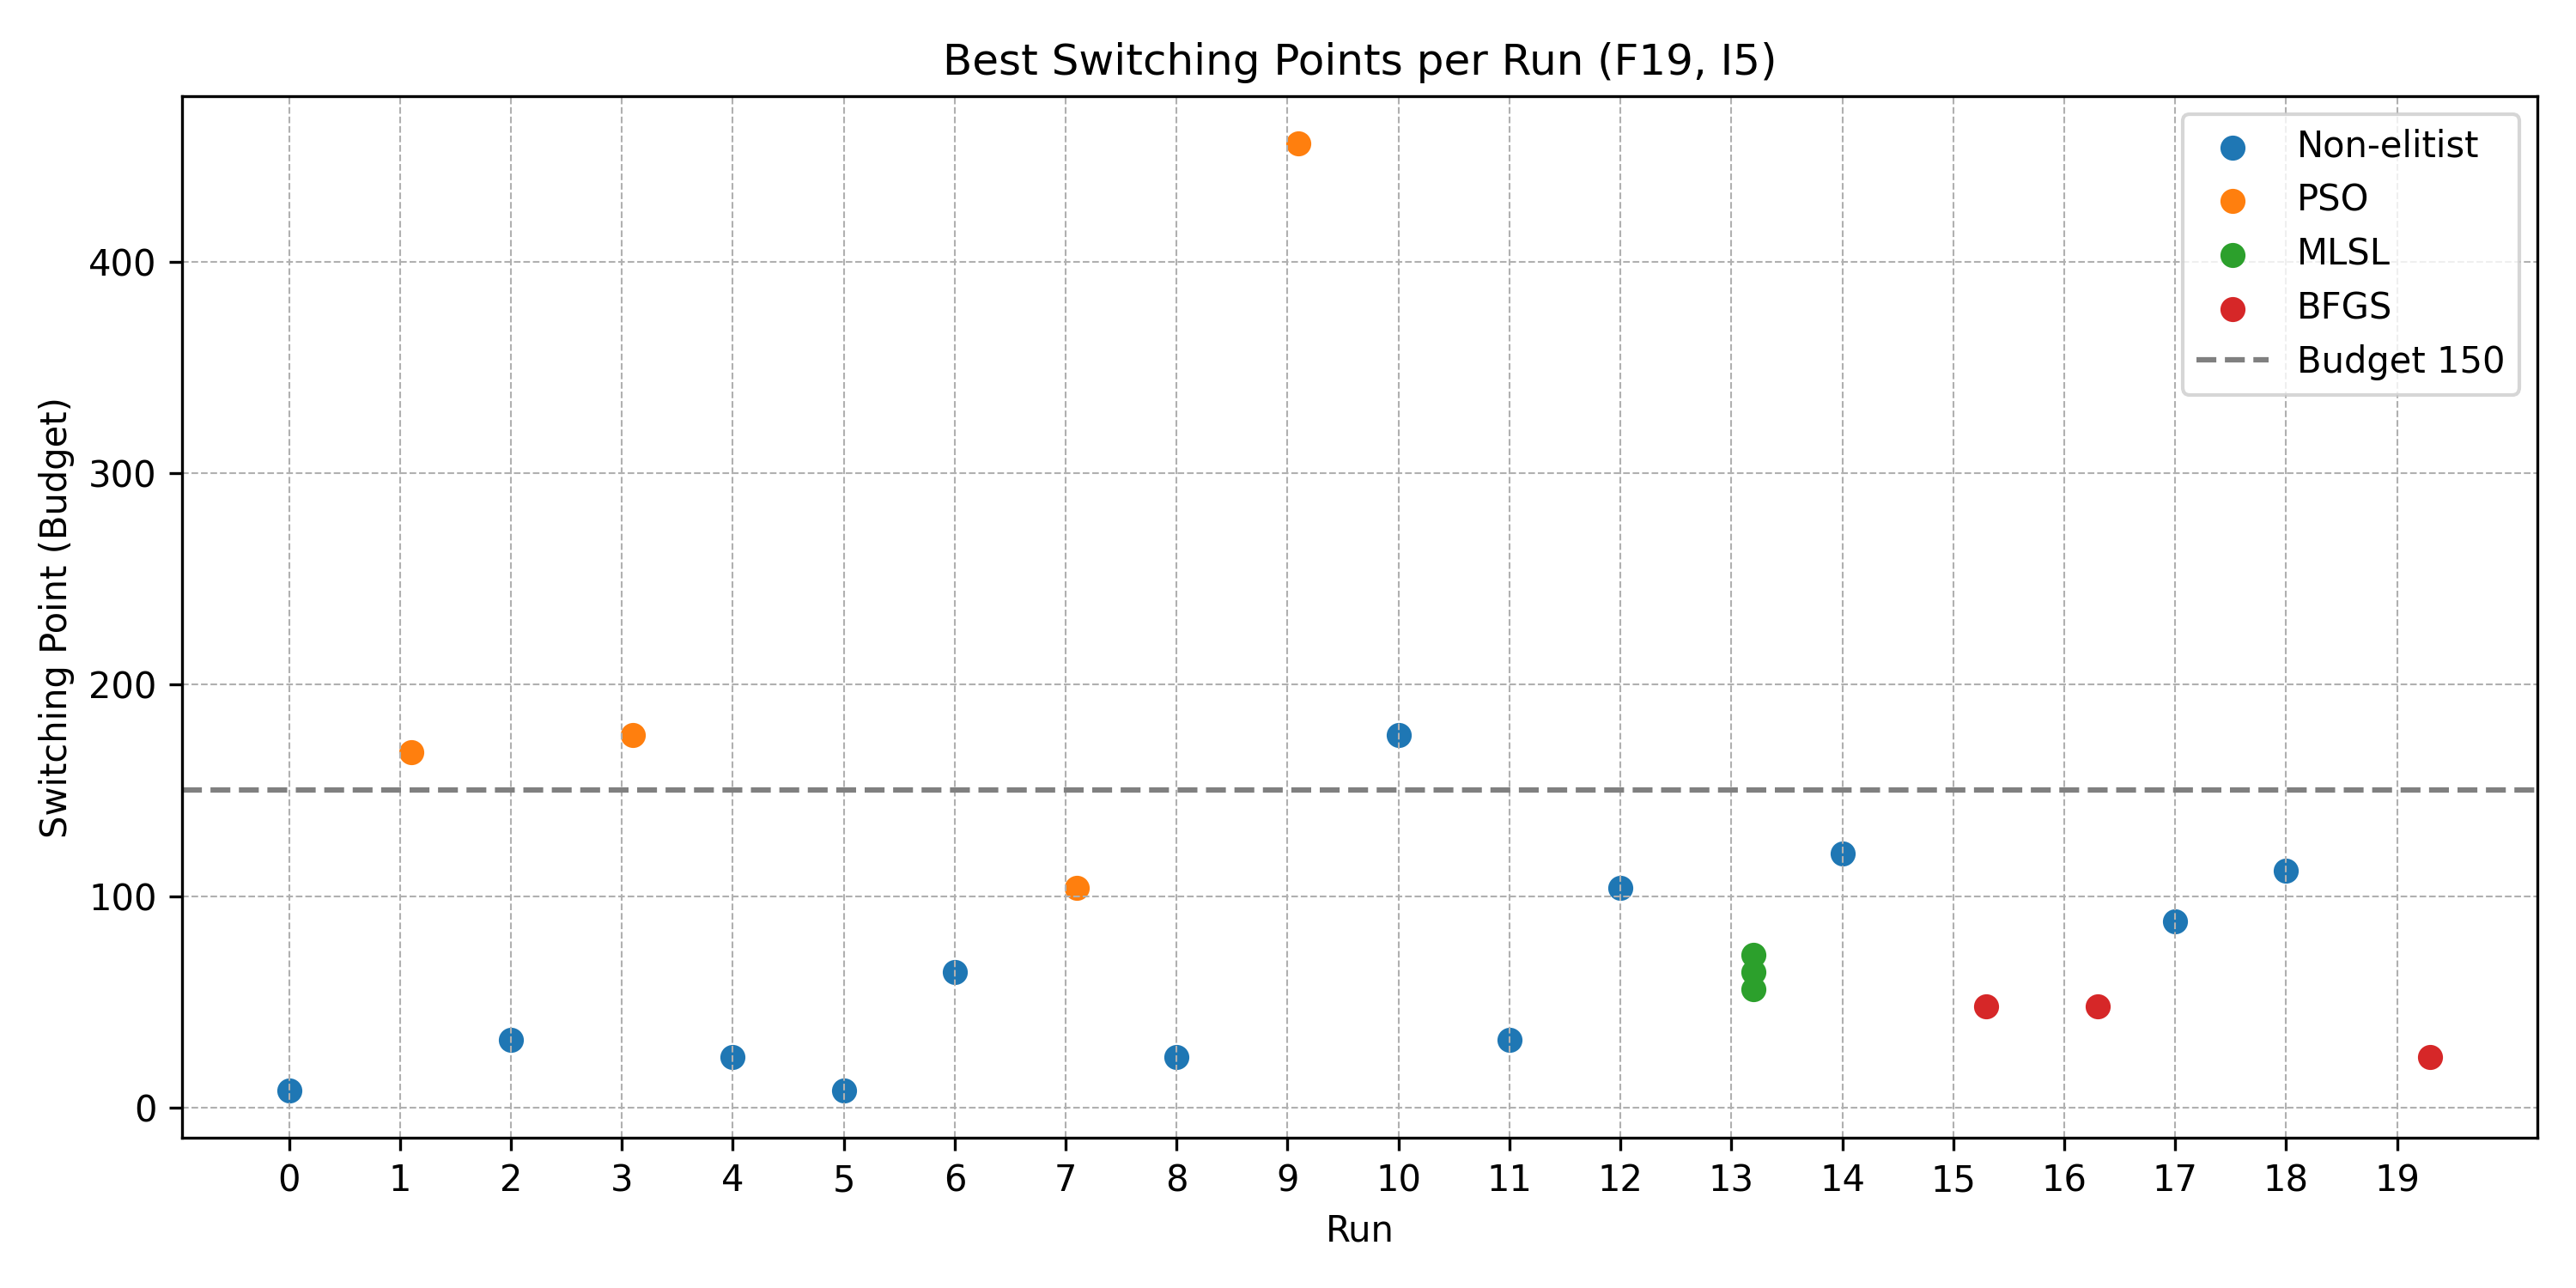 Best Switching Points per Run (F19, I5)
Non-elitist
PSO
MLSL
BFGS
Budget 150
Switching Point (Budget)
400
300
200
100
0
0 1 2 3 4 5 6 7 8 9 10 11 12 13 14 15 16 17 18 19
Run